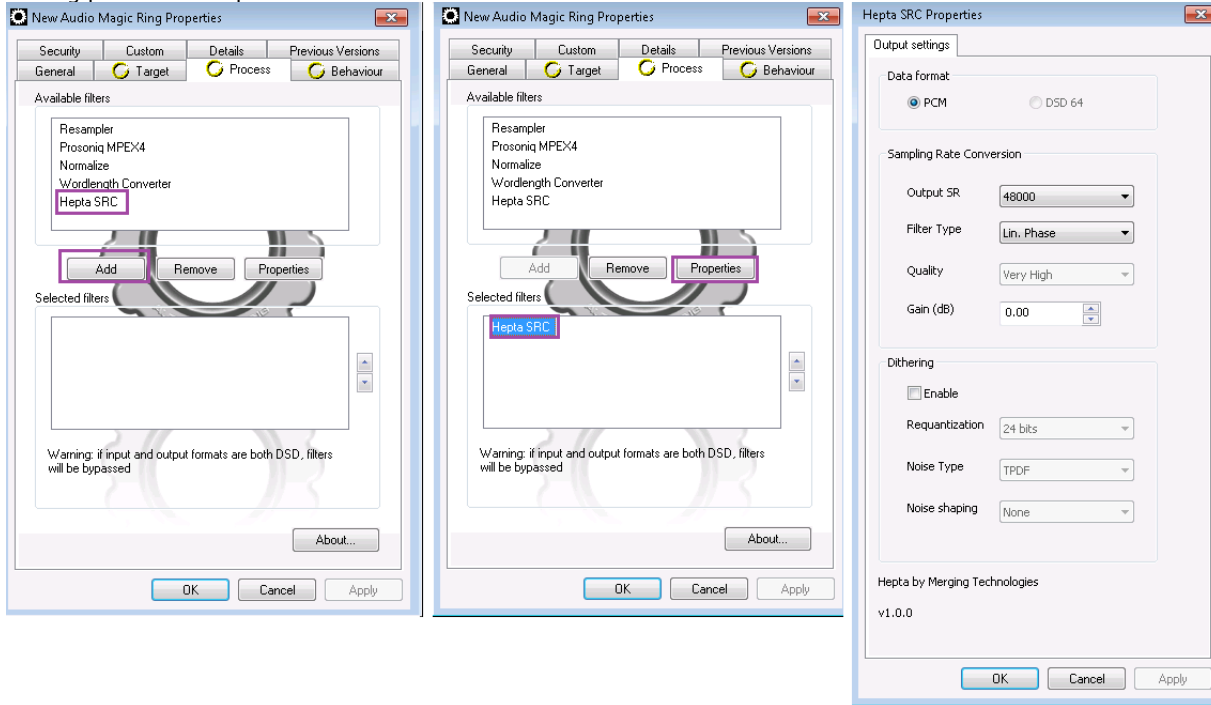 New Audio Magic Ring Properties
Security Custom Details Previous Versions
General Target Process Behaviour
Available filters
Resampler
Prosoniq MPEX4
Normalize
Wordlength Converter
Hepta SRC
Add Remove Properties
Selected filters
Warning: if input and output formats are both DSD, filters
will be bypassed
About...
OK Cancel Apply
New Audio Magic Ring Properties
Security Custom Details Previous Versions
General Target Process Behaviour
Available filters
Resampler
Prosoniq MPEX4
Normalize
Wordlength Converter
Hepta SRC
Add Remove Properties
Selected filters
Hepta SRC
Warning: if input and output formats are both DSD, filters
will be bypassed
About...
OK Cancel Apply
Hepta SRC Properties
Output settings
Data format
PCM DSD 64
Sampling Rate Conversion
Output SR 48000
Filter Type Lin. Phase
Quality Very High
Gain (dB) 0.00
Dithering
Enable
Requantization 24 bits
Noise Type TPDF
Noise shaping None
Hepta by Merging Technologies
v1.0.0
OK Cancel Apply